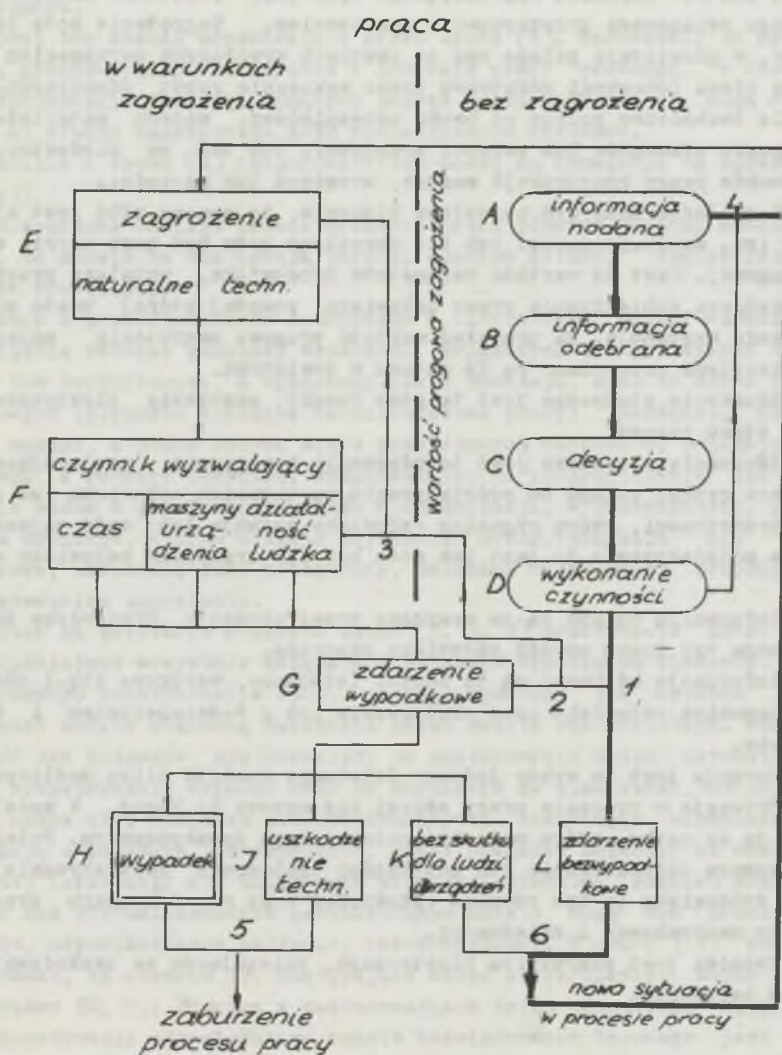 praca
w warunkach
zagrożenia
bez zagrożenia
wartość progowa zagrożenia
E
zagrożenie
naturalne
techn.
A
informacja
nadana
4
B
informacja
odebrana
C
decyzja
D
wykonanie
czynności
F
czynnik wyzwalający
czas
maszyny
urzą-
dzenia
działal-
ność
ludzka
3
G
zdarzenie
wypadkowe
2
1
H
wypadek
J
uszkodze
nie
techn.
K
bez skutku
dla ludzi
urządzeń
L
zdarzenie
bezwypad-
kowe
5
6
zaburzenie
procesu pracy
nowa sytuacja
w procesie pracy